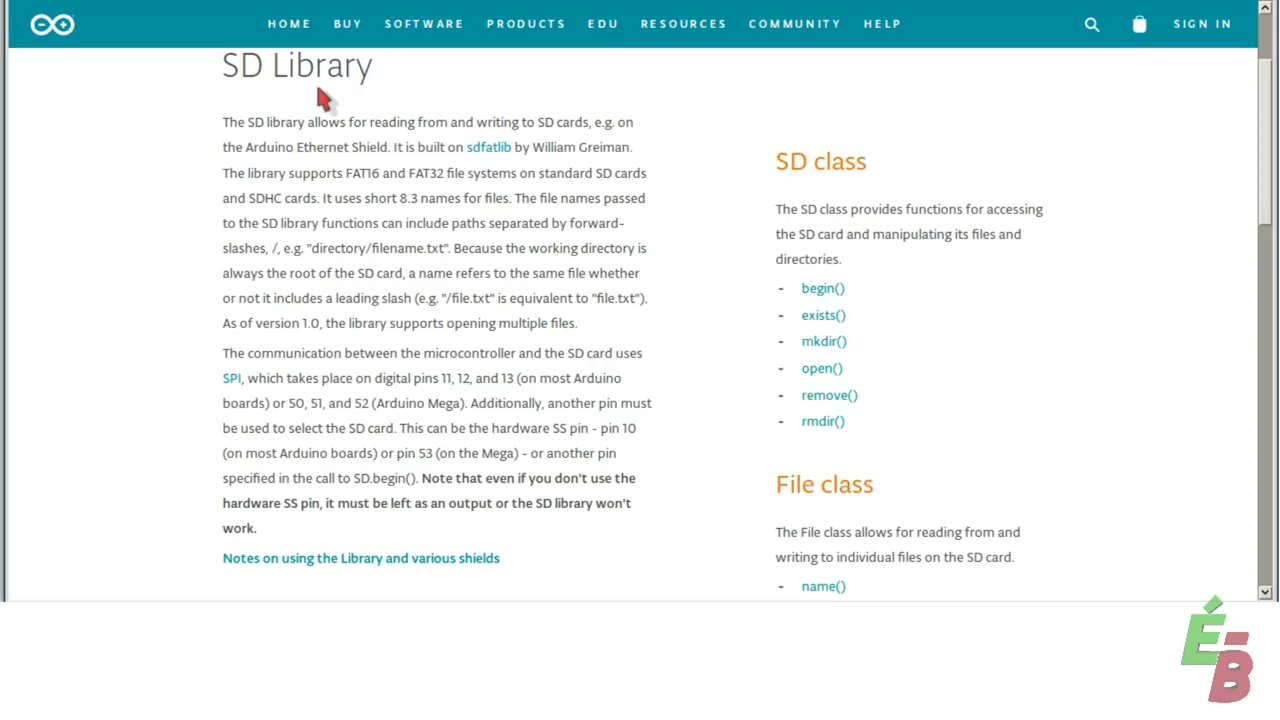 HOME BUY SOFTWARE PRODUCTS EDU RESOURCES COMMUNITY HELP SIGN IN
SD Library
The SD library allows for reading from and writing to SD cards, e.g. on
the Arduino Ethernet Shield. It is built on sdfatlib by William Greiman.
The library supports FAT16 and FAT32 file systems on standard SD cards
and SDHC cards. It uses short 8.3 names for files. The file names passed
to the SD library functions can include paths separated by forward-
slashes, /, e.g. "directory/filename.txt". Because the working directory is
always the root of the SD card, a name refers to the same file whether
or not it includes a leading slash (e.g. "/file.txt" is equivalent to "file.txt").
As of version 1.0, the library supports opening multiple files.
The communication between the microcontroller and the SD card uses
SPI, which takes place on digital pins 11, 12, and 13 (on most Arduino
boards) or 50, 51, and 52 (Arduino Mega). Additionally, another pin must
be used to select the SD card. This can be the hardware SS pin - pin 10
(on most Arduino boards) or pin 53 (on the Mega) - or another pin
specified in the call to SD.begin(). Note that even if you don't use the
hardware SS pin, it must be left as an output or the SD library won't
work.
Notes on using the Library and various shields
SD class
The SD class provides functions for accessing
the SD card and manipulating its files and
directories.
- begin()
- exists()
- mkdir()
- open()
- remove()
- rmdir()
File class
The File class allows for reading from and
writing to individual files on the SD card.
- name()
É
B